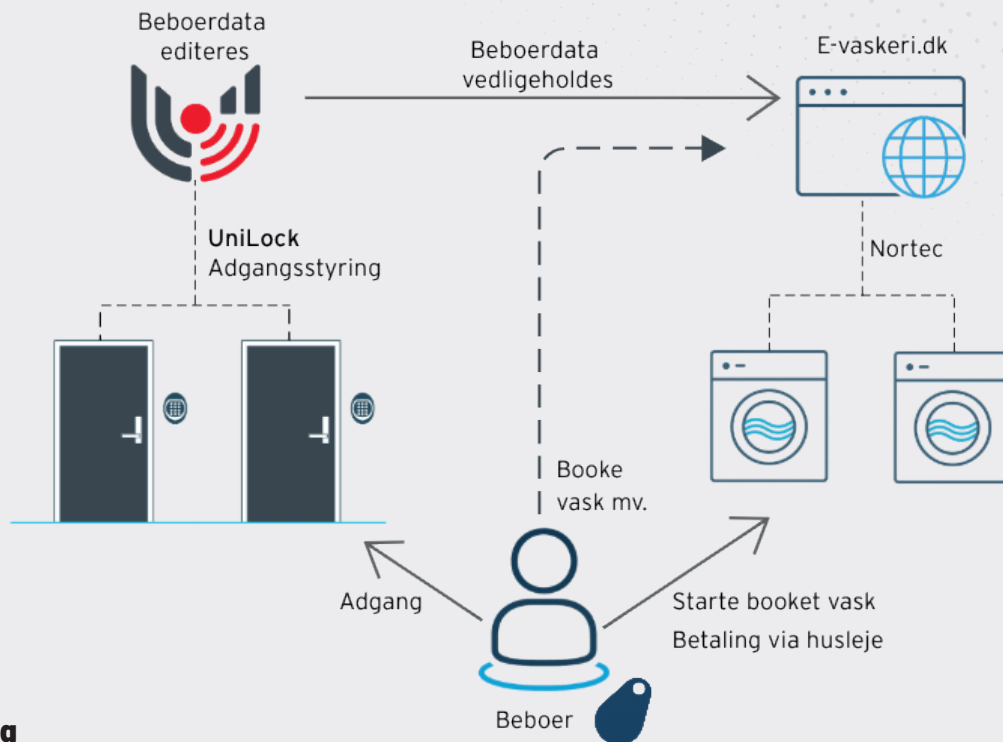 Beboerdata
editeres
Beboerdata
vedligeholdes
E-vaskeri.dk
UniLock
Adgangsstyring
Nortec
Booke
vask mv.
Adgang
Starte booket vask
Betaling via husleje
Beboer
g